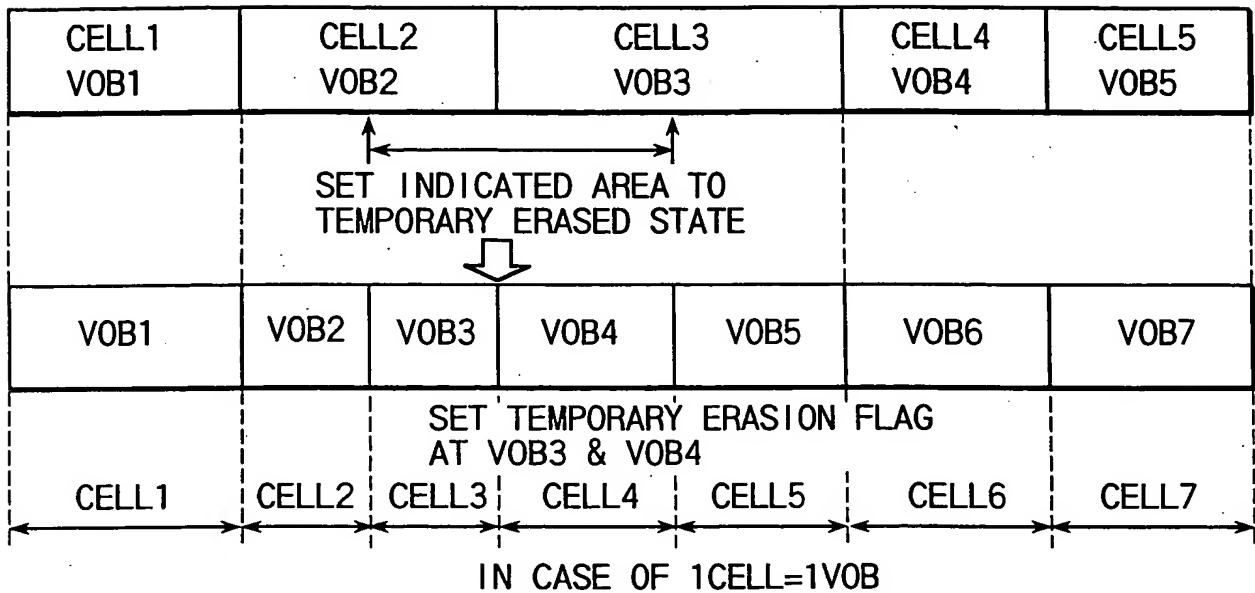 CELL1 CELL2 CELL3 CELL4 CELL5
VOB1 VOB2 VOB3 VOB4 VOB5
SET INDICATED AREA TO
TEMPORARY ERASED STATE
VOB1 VOB2 VOB3 VOB4 VOB5 VOB6 VOB7
SET TEMPORARY ERASION FLAG
AT VOB3 & VOB4
CELL1 CELL2 CELL3 CELL4 CELL5 CELL6 CELL7
IN CASE OF 1CELL=1VOB